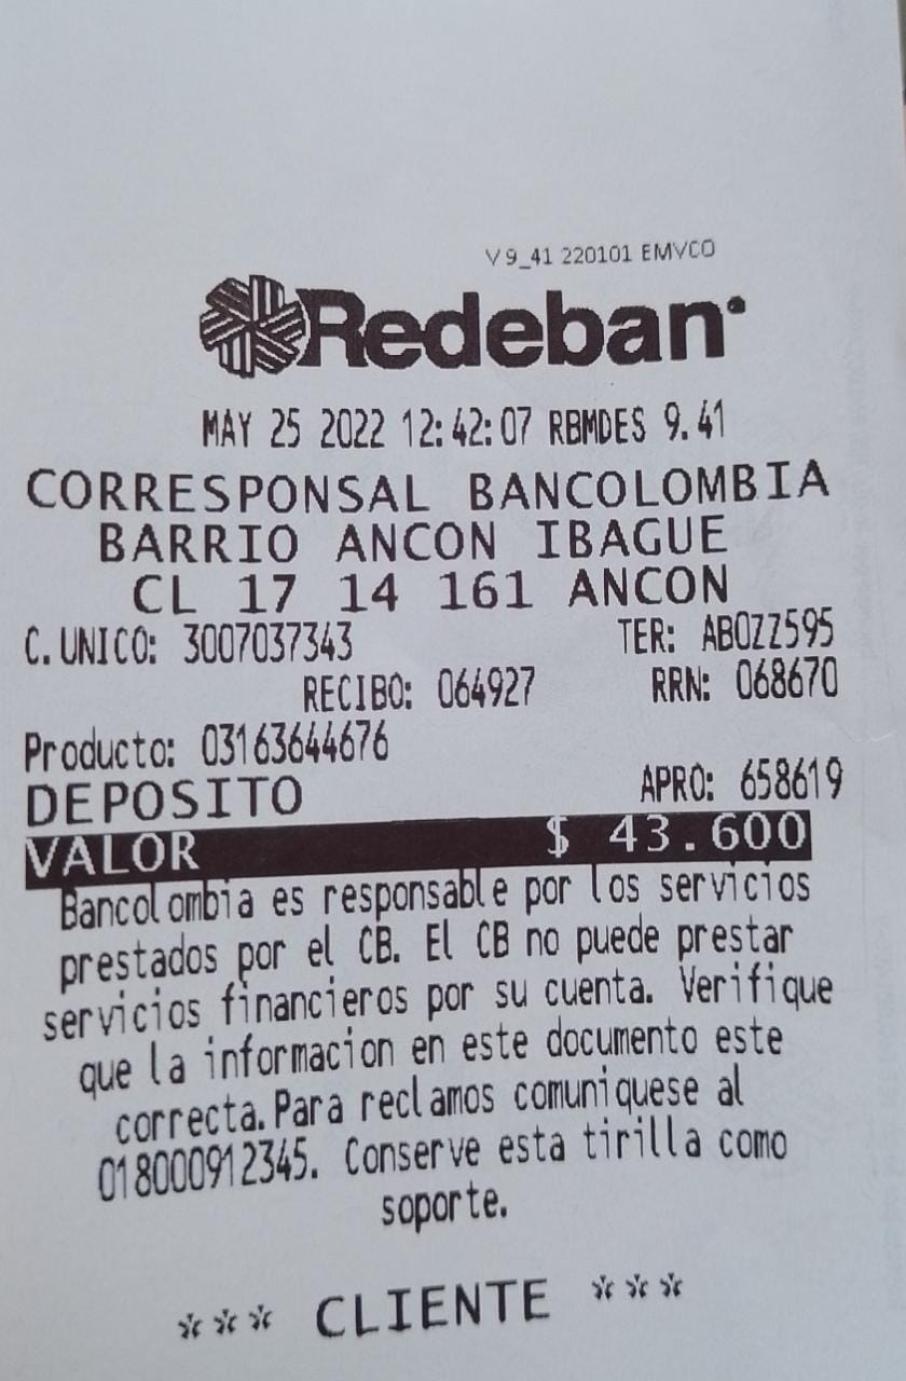 V 9_41 220101 EMVCO
Redeban
MAY 25 2022 12:42:07 RBMDES 9.41
CORRESPONSAL BANCOLOMBIA
BARRIO ANCON IBAGUE
CL 17 14 161 ANCON
C.UNICO: 3007037343 TER: ABOZZ595
RECIBO: 064927 RRN: 068670
Producto: 03163644676
DEPOSITO APRO: 658619
VALOR $ 43.600
Bancolombia es responsable por los servicios
prestados por el CB. El CB no puede prestar
servicios financieros por su cuenta. Verifique
que la informacion en este documento este
correcta.Para reclamos comuniquese al
018000912345. Conserve esta tirilla como
soporte.
*** CLIENTE ***